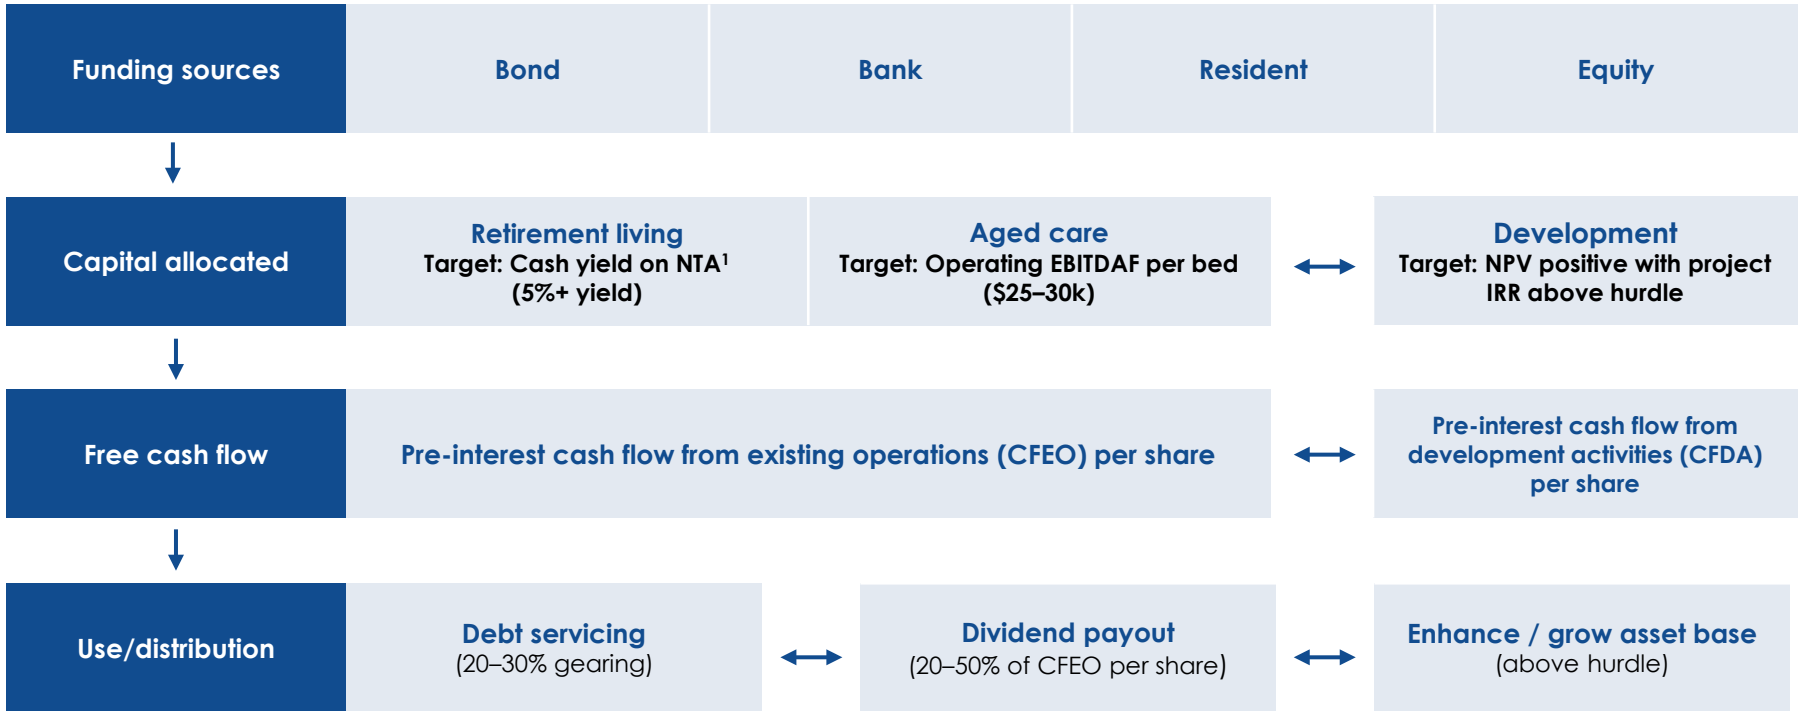 Funding sources
Bond
Bank
Resident
Equity
Capital allocated
Retirement living
Target: Cash yield on NTA¹
(5%+ yield)
Aged care
Target: Operating EBITDAF per bed
($25–30k)
Development
Target: NPV positive with project
IRR above hurdle
Free cash flow
Pre-interest cash flow from existing operations (CFEO) per share
Pre-interest cash flow from
development activities (CFDA)
per share
Use/distribution
Debt servicing
(20–30% gearing)
Dividend payout
(20–50% of CFEO per share)
Enhance / grow asset base
(above hurdle)